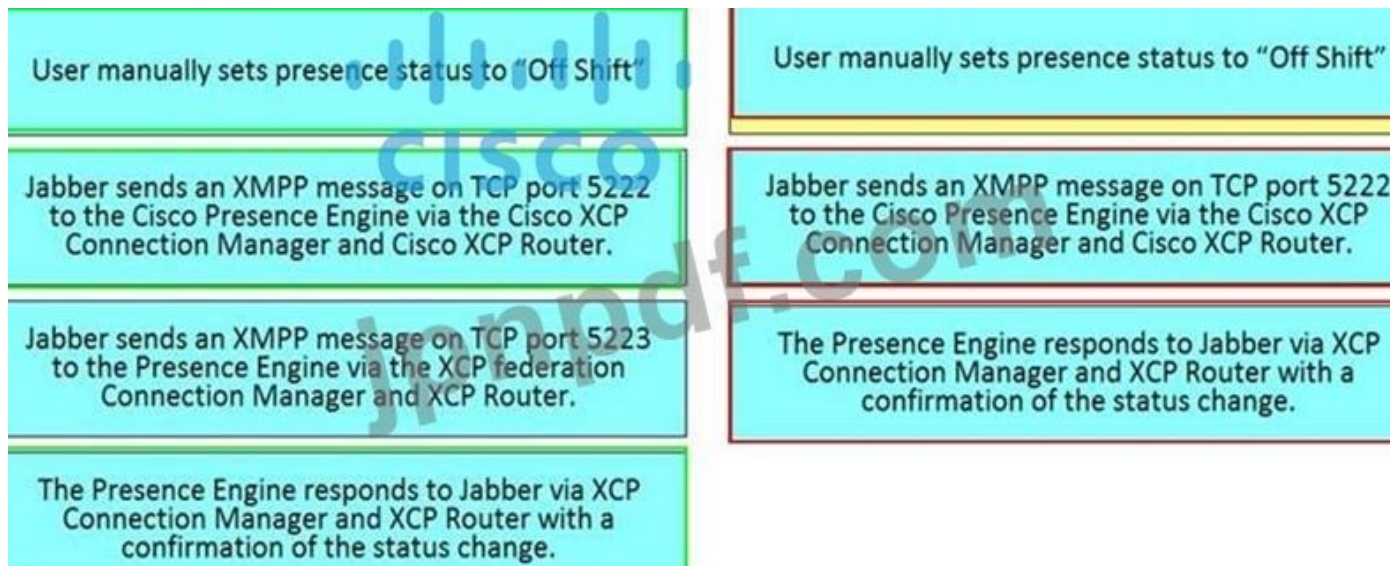 User manually sets presence status to “Off Shift”
Jabber sends an XMPP message on TCP port 5222
to the Cisco Presence Engine via the Cisco XCP
Connection Manager and Cisco XCP Router.
Jabber sends an XMPP message on TCP port 5223
to the Presence Engine via the XCP federation
Connection Manager and XCP Router.
The Presence Engine responds to Jabber via XCP
Connection Manager and XCP Router with a
confirmation of the status change.
User manually sets presence status to “Off Shift”
Jabber sends an XMPP message on TCP port 5222
to the Cisco Presence Engine via the Cisco XCP
Connection Manager and Cisco XCP Router.
The Presence Engine responds to Jabber via XCP
Connection Manager and XCP Router with a
confirmation of the status change.
CISCO
jpnpdf.com